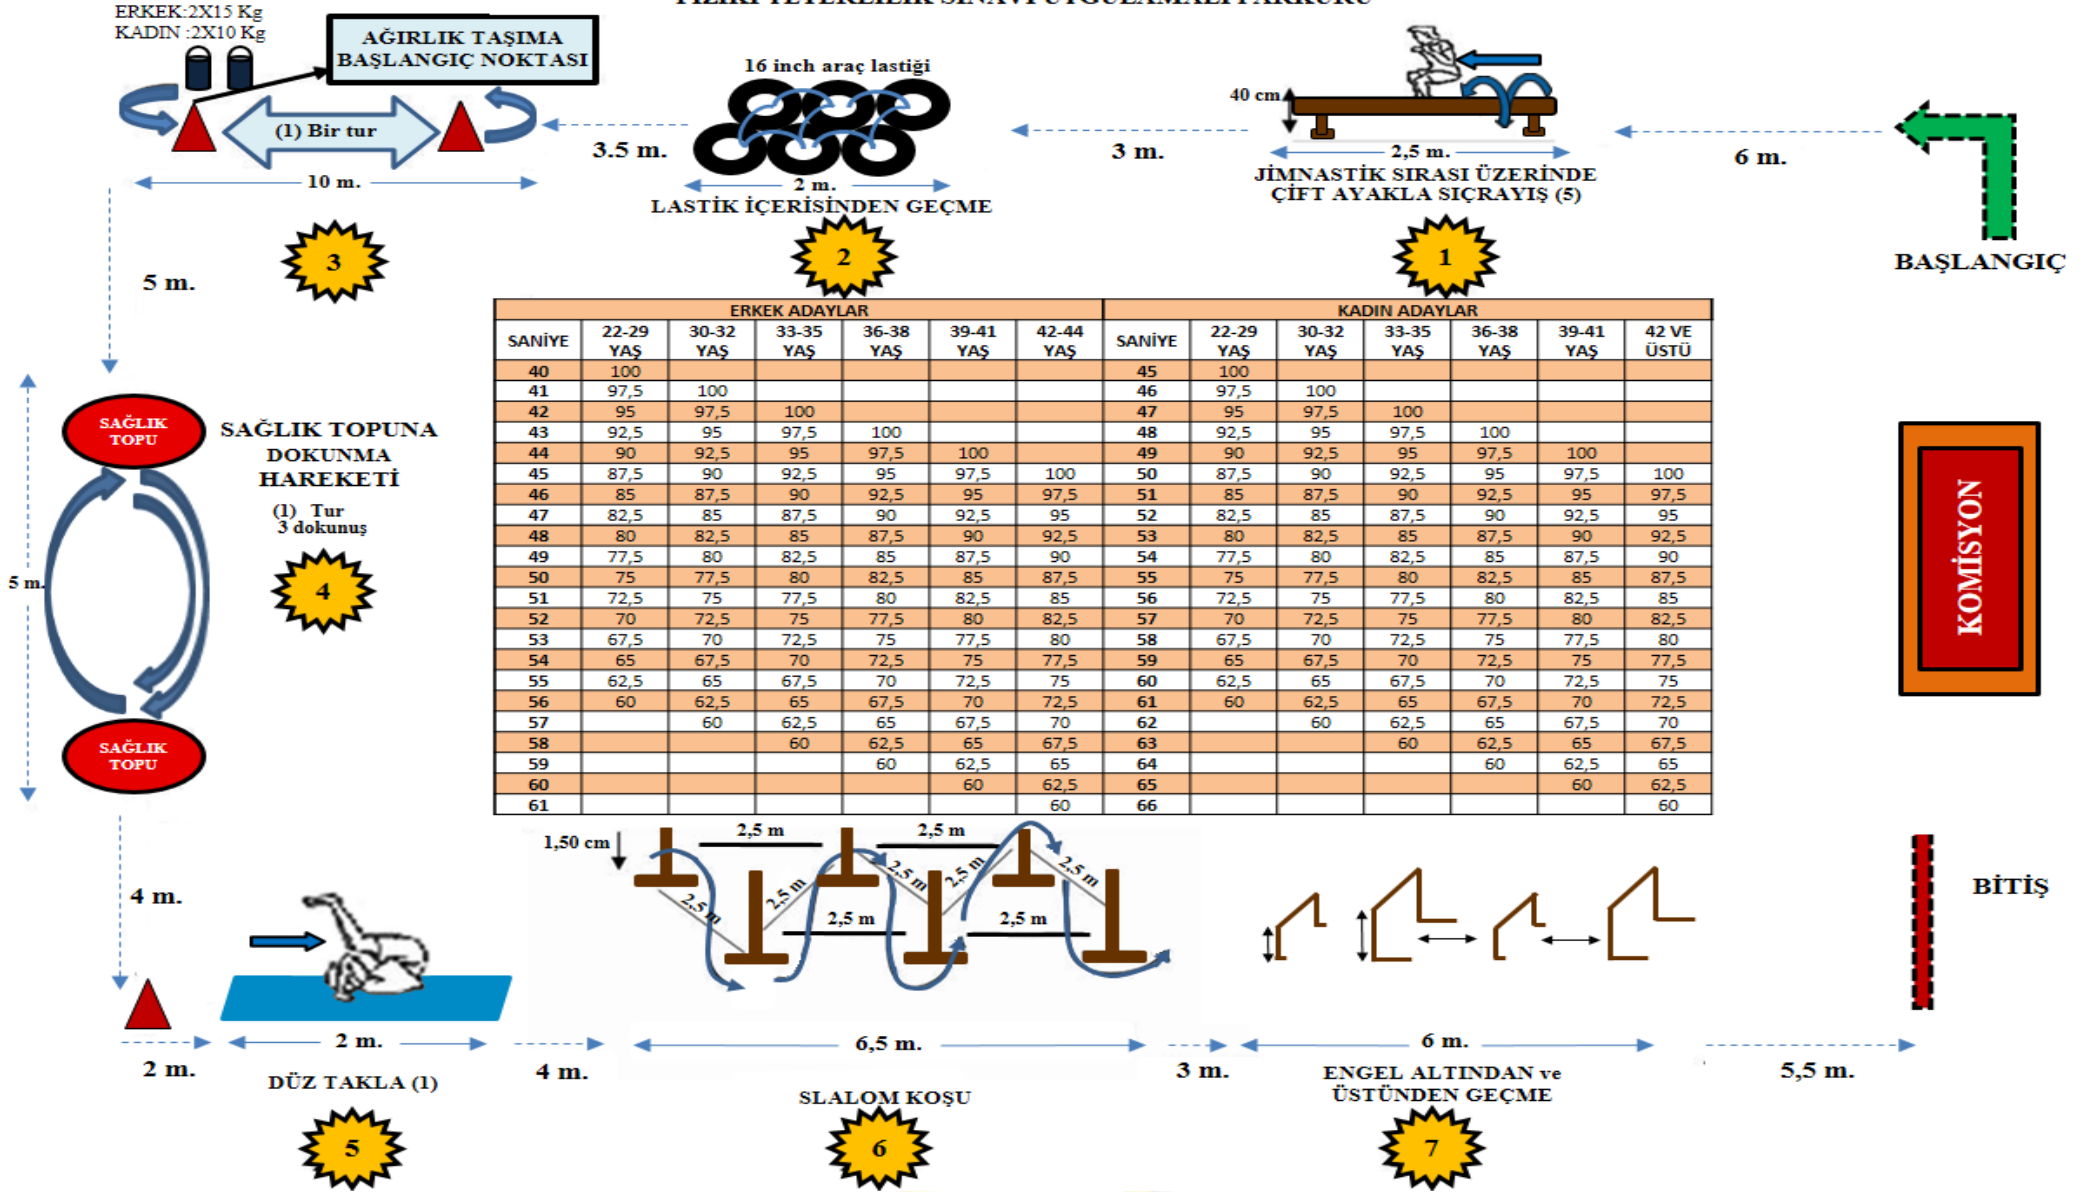 FİZİKİ YETERLİLİK SINAVI UYGULAMALI PARKURU
ERKEK:2X15 Kg
KADIN :2X10 Kg
AĞIRLIK TAŞIMA
BAŞLANGIÇ NOKTASI
(1) Bir tur
10 m.
3
3.5 m.
16 inch araç lastiği
2 m.
LASTİK İÇERİSİNDEN GEÇME
2
3 m.
40 cm
2,5 m.
JİMNASTİK SIRASI ÜZERİNDE
ÇİFT AYAKLA SIÇRAYIŞ (5)
1
6 m.
BAŞLANGIÇ
5 m.
ERKEK ADAYLAR KADIN ADAYLAR
SANİYE 22-29 YAŞ 30-32 YAŞ 33-35 YAŞ 36-38 YAŞ 39-41 YAŞ 42-44 YAŞ SANİYE 22-29 YAŞ 30-32 YAŞ 33-35 YAŞ 36-38 YAŞ 39-41 YAŞ 42 VE ÜSTÜ
40 100 45 100
41 97,5 100 46 97,5 100
42 95 97,5 100 47 95 97,5 100
43 92,5 95 97,5 100 48 92,5 95 97,5 100
44 90 92,5 95 97,5 100 49 90 92,5 95 97,5 100
45 87,5 90 92,5 95 97,5 100 50 87,5 90 92,5 95 97,5 100
46 85 87,5 90 92,5 95 97,5 51 85 87,5 90 92,5 95 97,5
47 82,5 85 87,5 90 92,5 95 52 82,5 85 87,5 90 92,5 95
48 80 82,5 85 87,5 90 92,5 53 80 82,5 85 87,5 90 92,5
49 77,5 80 82,5 85 87,5 90 54 77,5 80 82,5 85 87,5 90
50 75 77,5 80 82,5 85 87,5 55 75 77,5 80 82,5 85 87,5
51 72,5 75 77,5 80 82,5 85 56 72,5 75 77,5 80 82,5 85
52 70 72,5 75 77,5 80 82,5 57 70 72,5 75 77,5 80 82,5
53 67,5 70 72,5 75 77,5 80 58 67,5 70 72,5 75 77,5 80
54 65 67,5 70 72,5 75 77,5 59 65 67,5 70 72,5 75 77,5
55 62,5 65 67,5 70 72,5 75 60 62,5 65 67,5 70 72,5 75
56 60 62,5 65 67,5 70 72,5 61 60 62,5 65 67,5 70 72,5
57 60 62,5 65 67,5 70 62 60 62,5 65 67,5 70
58 60 62,5 65 67,5 63 60 62,5 65 67,5
59 60 62,5 65 64 60 62,5 65
60 60 62,5 65 60 62,5
61 60 66 60
SAĞLIK
TOPU
SAĞLIK TOPUNA
DOKUNMA
HAREKETİ
(1) Tur
3 dokunuş
4
5 m.
SAĞLIK
TOPU
KOMİSYON
4 m.
2 m.
2 m.
DÜZ TAKLA (1)
5
4 m.
1,50 cm
2,5 m
2,5 m
2,5 m
2,5 m
2,5 m
2,5 m
2,5 m
2,5 m
2,5 m
6,5 m.
SLALOM KOŞU
6
3 m.
6 m.
ENGEL ALTINDAN ve
ÜSTÜNDEN GEÇME
7
5,5 m.
BİTİŞ